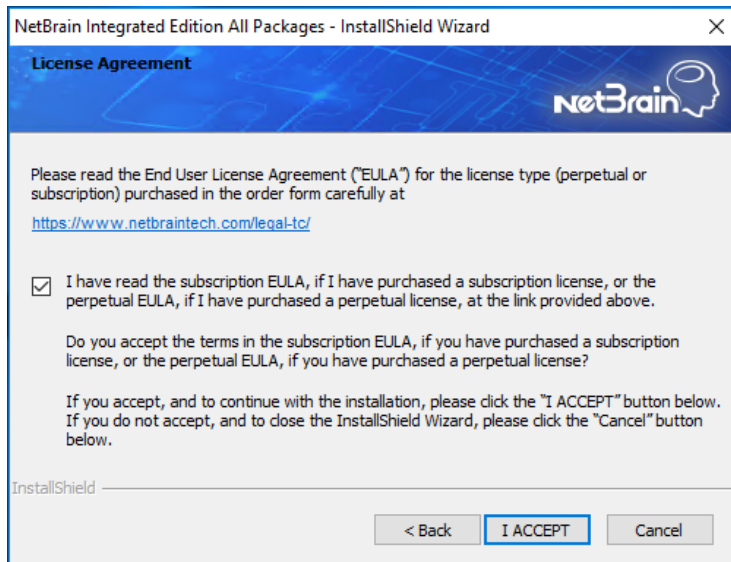 NetBrain Integrated Edition All Packages - InstallShield Wizard
License Agreement
NetBrain
Please read the End User License Agreement ("EULA") for the license type (perpetual or
subscription) purchased in the order form carefully at
https://www.netbraintech.com/legal-tc/
I have read the subscription EULA, if I have purchased a subscription license, or the
perpetual EULA, if I have purchased a perpetual license, at the link provided above.
Do you accept the terms in the subscription EULA, if you have purchased a subscription
license, or the perpetual EULA, if you have purchased a perpetual license?
If you accept, and to continue with the installation, please click the “I ACCEPT” button below.
If you do not accept, and to close the InstallShield Wizard, please click the “Cancel” button
below.
InstallShield
< Back
I ACCEPT
Cancel